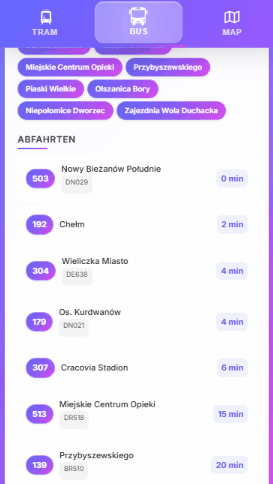 TRAM
BUS
MAP
Miejskie Centrum Opieki
Przybyszewskiego
Piaski Wielkie
Olszanica Bory
Niepołomice Dworzec
Zajezdnia Wola Duchacka
ABFAHRTEN
503
Nowy Bieżanów Południe
DN029
0 min
192
Chełm
2 min
304
Wieliczka Miasto
DE638
4 min
179
Os. Kurdwanów
DN021
4 min
307
Cracovia Stadion
6 min
513
Miejskie Centrum Opieki
DR518
15 min
139
Przybyszewskiego
BR510
20 min